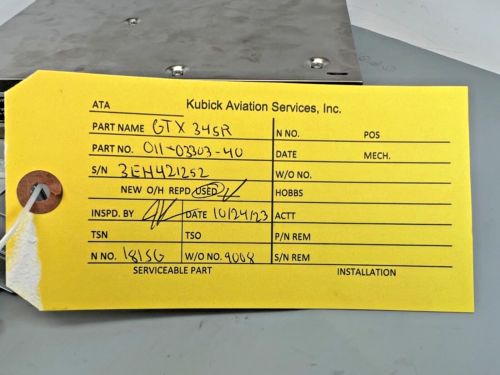 Kubick Aviation Services, Inc.
ATA
PART NAME GTX 345R N NO. POS
PART NO. 011-03303-40 DATE MECH.
S/N 3EH421252 W/O NO.
NEW O/H REPD USED HOBBS
INSPD. BY DATE 10/24/23 ACTT
TSN TSO P/N REM
N NO. 181SG W/O NO. 9008 S/N REM
SERVICEABLE PART INSTALLATION